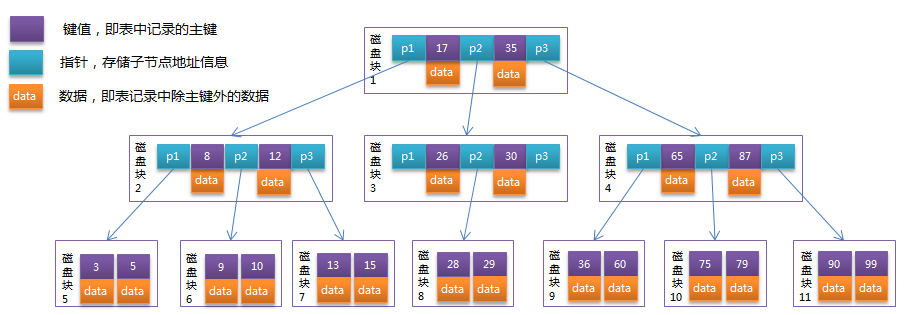 键值，即表中记录的主键
指针，存储子节点地址信息
data 数据，即表记录中除主键外的数据
磁盘块1
p1 17 p2 35 p3
data data
磁盘块2
p1 8 p2 12 p3
data data
磁盘块3
p1 26 p2 30 p3
data data
磁盘块4
p1 65 p2 87 p3
data data
磁盘块5
3 5
data data
磁盘块6
9 10
data data
磁盘块7
13 15
data data
磁盘块8
28 29
data data
磁盘块9
36 60
data data
磁盘块10
75 79
data data
磁盘块11
90 99
data data